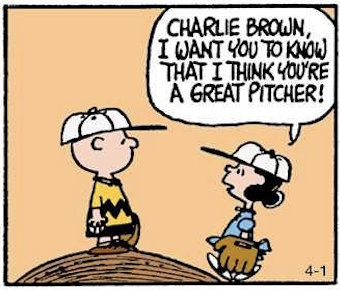 CHARLIE BROWN,
I WANT YOU TO KNOW
THAT I THINK YOU'RE
A GREAT PITCHER!
4-1